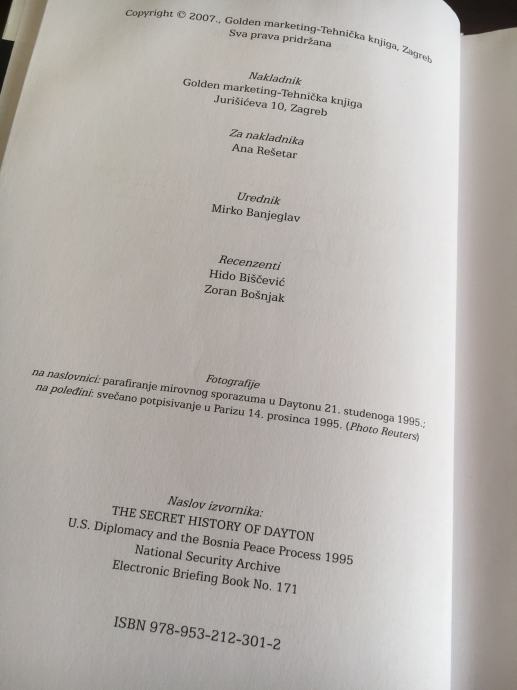 Copyright © 2007., Golden marketing-Tehnička knjiga, Zagreb
Sva prava pridržana
Nakladnik
Golden marketing-Tehnička knjiga
Jurišićeva 10, Zagreb
Za nakladnika
Ana Rešetar
Urednik
Mirko Banjeglav
Recenzenti
Hido Biščević
Zoran Bošnjak
Fotografije
na naslovnici: parafiranje mirovnog sporazuma u Daytonu 21. studenoga 1995.;
na poleđini: svečano potpisivanje u Parizu 14. prosinca 1995. (Photo Reuters)
Naslov izvornika:
THE SECRET HISTORY OF DAYTON
U.S. Diplomacy and the Bosnia Peace Process 1995
National Security Archive
Electronic Briefing Book No. 171
ISBN 978-953-212-301-2